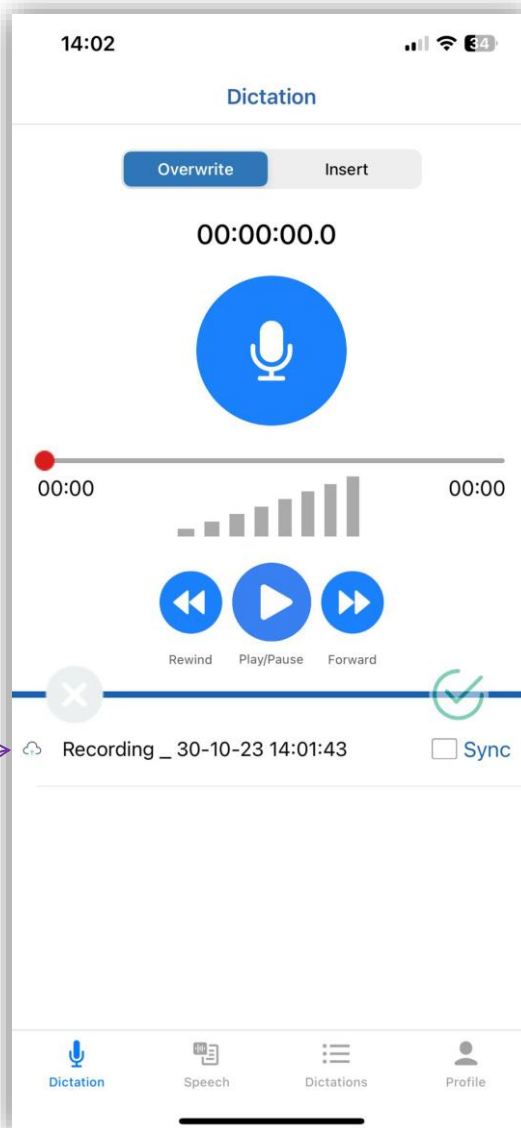 14:02 34
Dictation
Overwrite Insert
00:00:00.0
00:00 00:00
Rewind Play/Pause Forward
Recording _ 30-10-23 14:01:43 Sync
Dictation Speech Dictations Profile